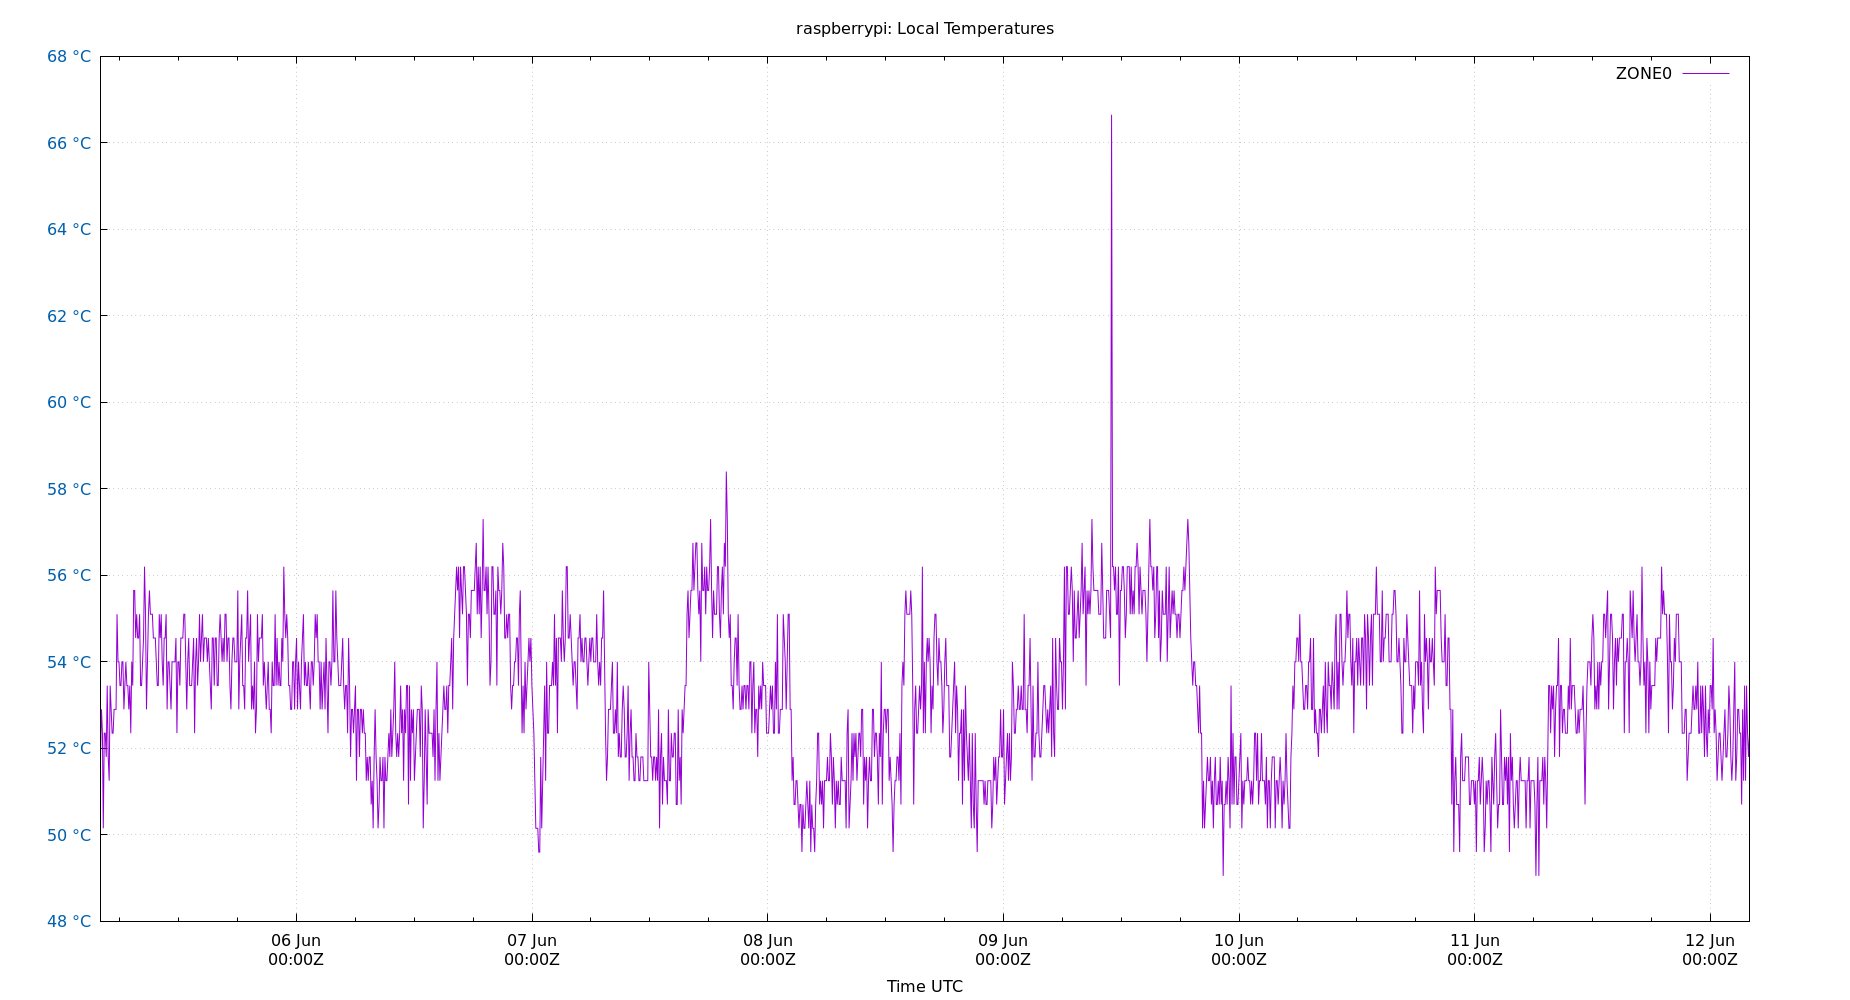 raspberrypi: Local Temperatures
68 °C
ZONE0
66 °C
64 °C
62 °C
60 °C
58 °C
56 °C
54 °C
52 °C
50 °C
48 °C
06 Jun 07 Jun 08 Jun 09 Jun 10 Jun 11 Jun 12 Jun
00:00Z 00:00Z 00:00Z 00:00Z 00:00Z 00:00Z 00:00Z
Time UTC